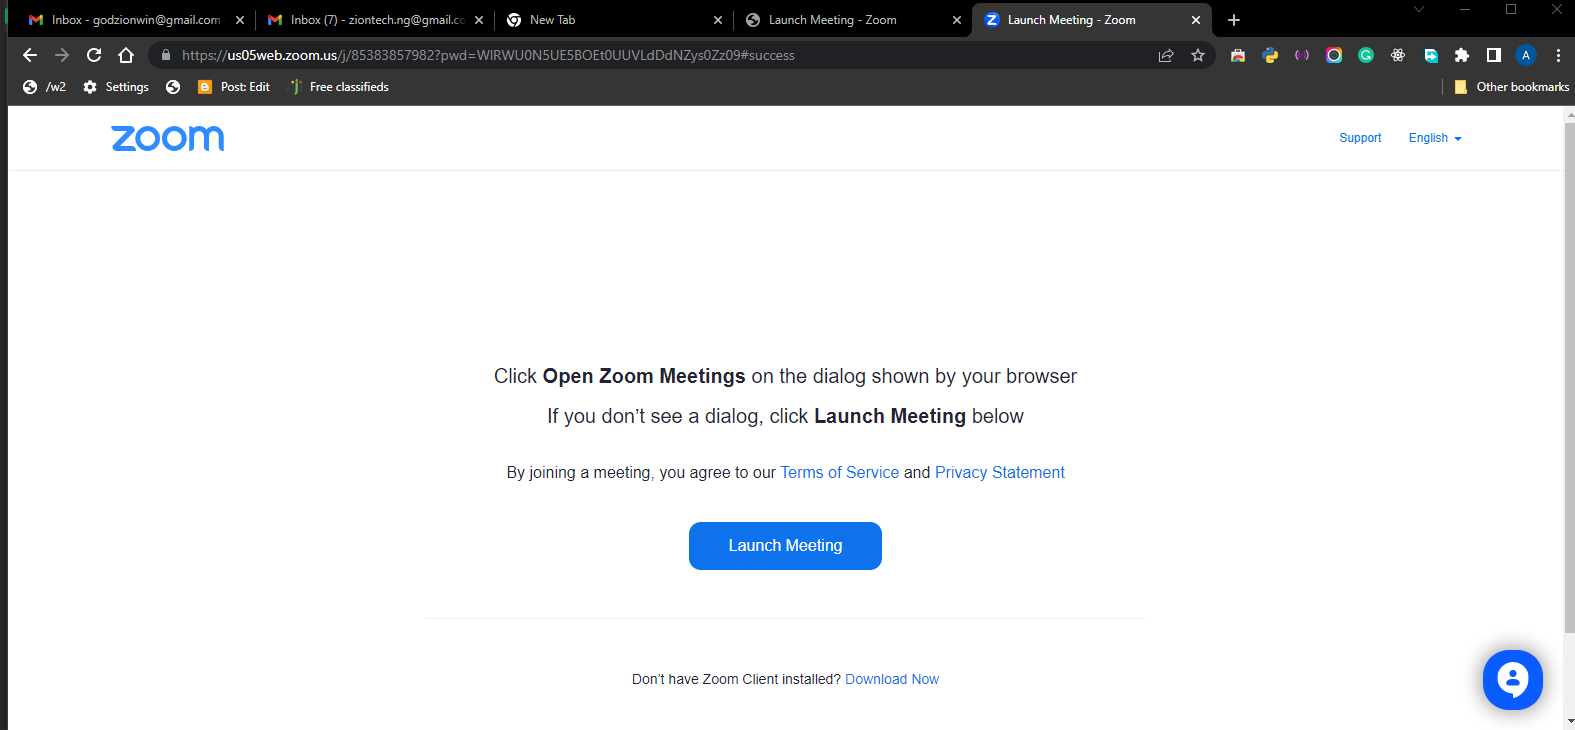 Inbox - godzionwin@gmail.com
Inbox (7) - ziontech.ng@gmail.co
New Tab
Launch Meeting - Zoom
Launch Meeting - Zoom
https://us05web.zoom.us/j/85383857982?pwd=WlRWU0N5UE5BOEt0UUVLdDdNZys0Zz09#success
A
/w2
Settings
Post: Edit
Free classifieds
Other bookmarks
zoom
Support
English
Click Open Zoom Meetings on the dialog shown by your browser
If you don’t see a dialog, click Launch Meeting below
By joining a meeting, you agree to our Terms of Service and Privacy Statement
Launch Meeting
Don’t have Zoom Client installed? Download Now